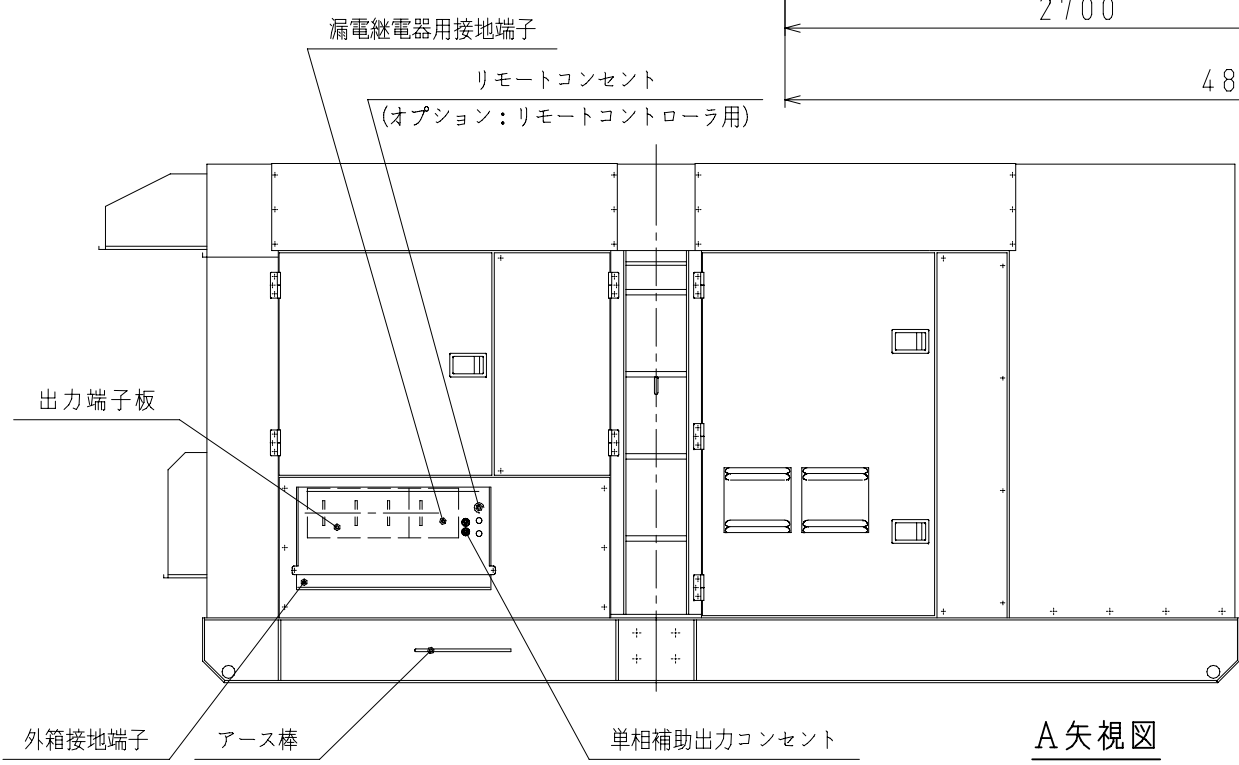 2700
48
漏電継電器用接地端子
リモートコンセント
(オプション：リモートコントローラ用)
出力端子板
外箱接地端子
アース棒
単相補助出力コンセント
A矢視図